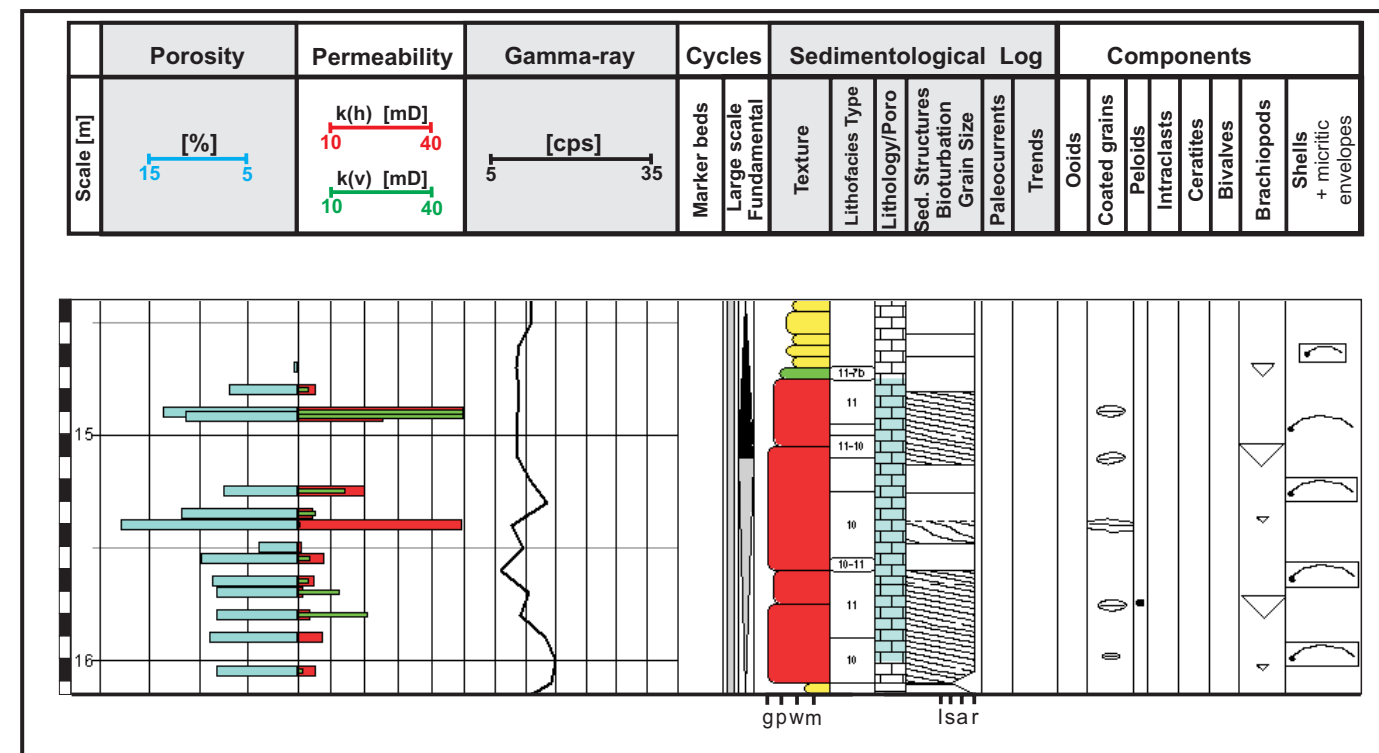 Porosity Permeability Gamma-ray Cycles Sedimentological Log Components
Scale [m]
[%]
15 5
k(h) [mD]
10 40
k(v) [mD]
10 40
[cps]
5 35
Marker beds
Large scale
Fundamental
Texture
Lithofacies Type
Lithology/Poro
Sed. Structures
Bioturbation
Grain Size
Paleocurrents
Trends
Ooids
Coated grains
Peloids
Intraclasts
Ceratites
Bivalves
Brachiopods
Shells
+ micritic
envelopes
11-7b
11
15
11-10
10
10-11
11
16
10
gpwm
lsar